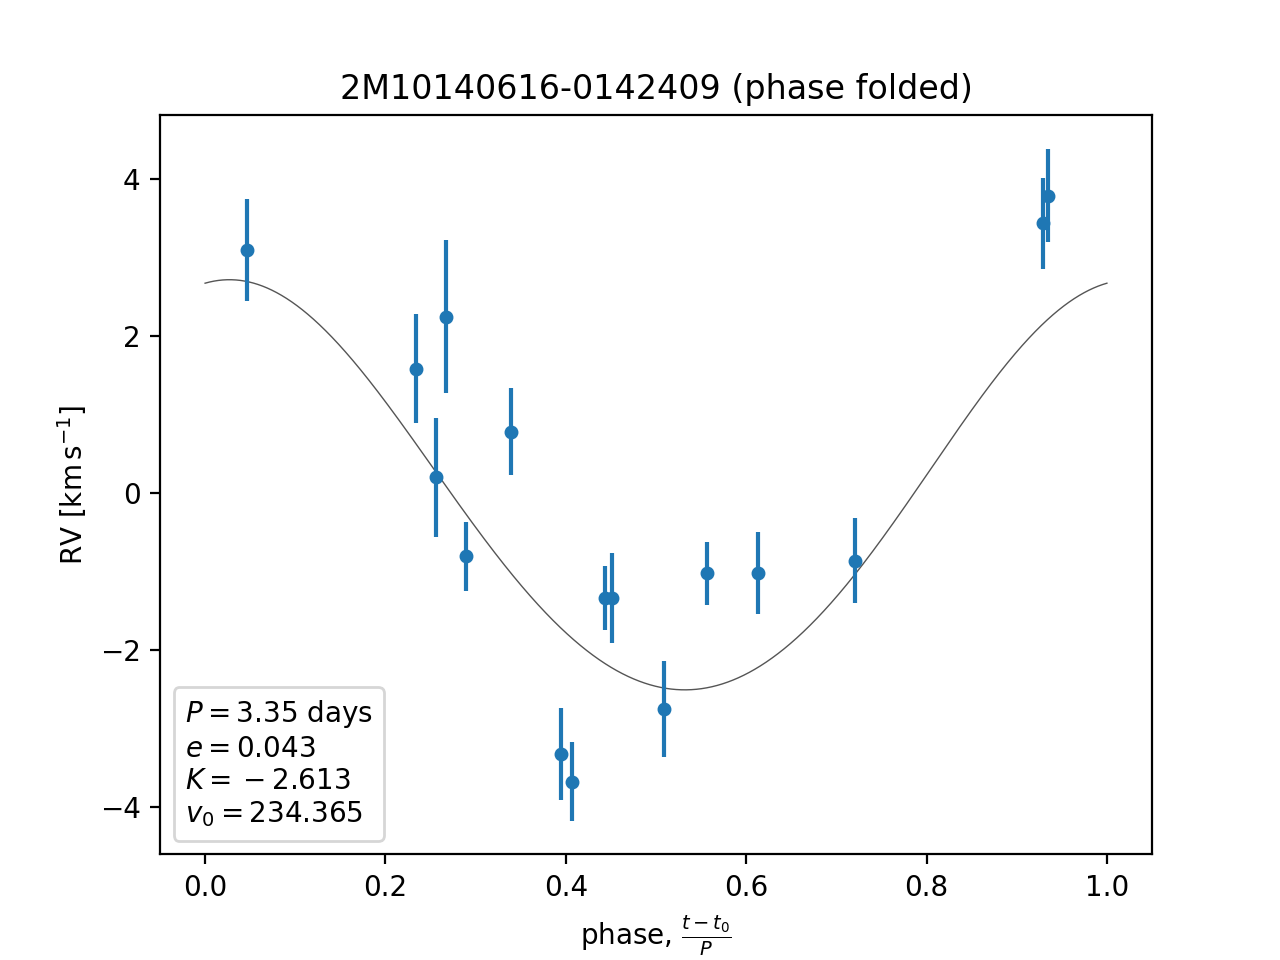 2M10140616-0142409 (phase folded)
4
2
0
−2
−4
RV [km s⁻¹]
P = 3.35 days
e = 0.043
K = −2.613
v₀ = 234.365
0.0 0.2 0.4 0.6 0.8 1.0
phase, (t − t₀)/P